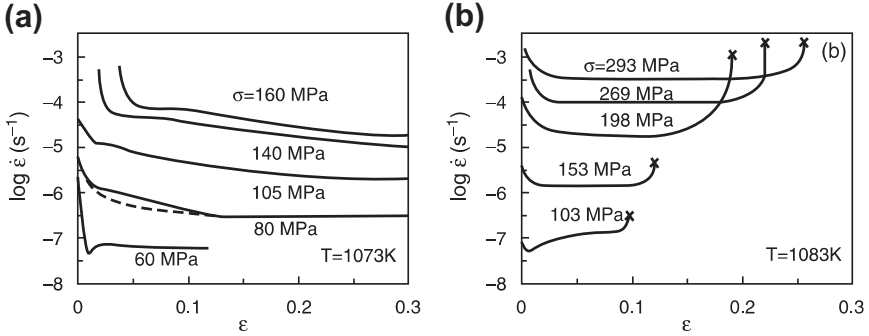 (a)
log ε̇ (s⁻¹)
−3
−4
−5
−6
−7
−8
σ=160 MPa
140 MPa
105 MPa
80 MPa
60 MPa
T=1073K
0
0.1
0.2
0.3
ε
(b)
log ε̇ (s⁻¹)
−3
−4
−5
−6
−7
−8
(b)
σ=293 MPa
269 MPa
198 MPa
153 MPa
103 MPa
T=1083K
0
0.1
0.2
0.3
ε